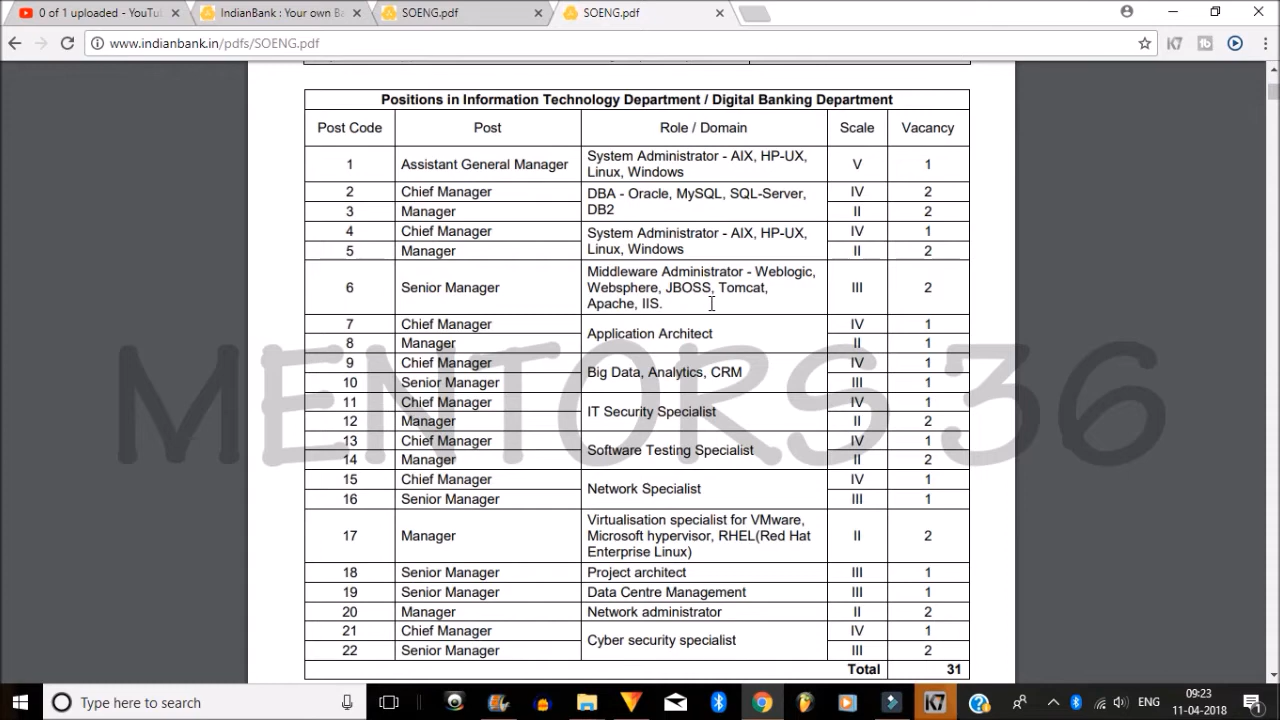 0 of 1 uploaded - YouTu
IndianBank : Your own Ba
SOENG.pdf
SOENG.pdf
www.indianbank.in/pdfs/SOENG.pdf
Positions in Information Technology Department / Digital Banking Department
Post Code Post Role / Domain Scale Vacancy
1 Assistant General Manager System Administrator - AIX, HP-UX, Linux, Windows V 1
2 Chief Manager DBA - Oracle, MySQL, SQL-Server, DB2 IV 2
3 Manager II 2
4 Chief Manager System Administrator - AIX, HP-UX, Linux, Windows IV 1
5 Manager II 2
6 Senior Manager Middleware Administrator - Weblogic, Websphere, JBOSS, Tomcat, Apache, IIS. III 2
7 Chief Manager Application Architect IV 1
8 Manager II 1
9 Chief Manager Big Data, Analytics, CRM IV 1
10 Senior Manager III 1
11 Chief Manager IT Security Specialist IV 1
12 Manager II 2
13 Chief Manager Software Testing Specialist IV 1
14 Manager II 2
15 Chief Manager Network Specialist IV 1
16 Senior Manager III 1
17 Manager Virtualisation specialist for VMware, Microsoft hypervisor, RHEL(Red Hat Enterprise Linux) II 2
18 Senior Manager Project architect III 1
19 Senior Manager Data Centre Management III 1
20 Manager Network administrator II 2
21 Chief Manager Cyber security specialist IV 1
22 Senior Manager III 2
Total 31
MENTORS 36
Type here to search
ENG
09:23
11-04-2018